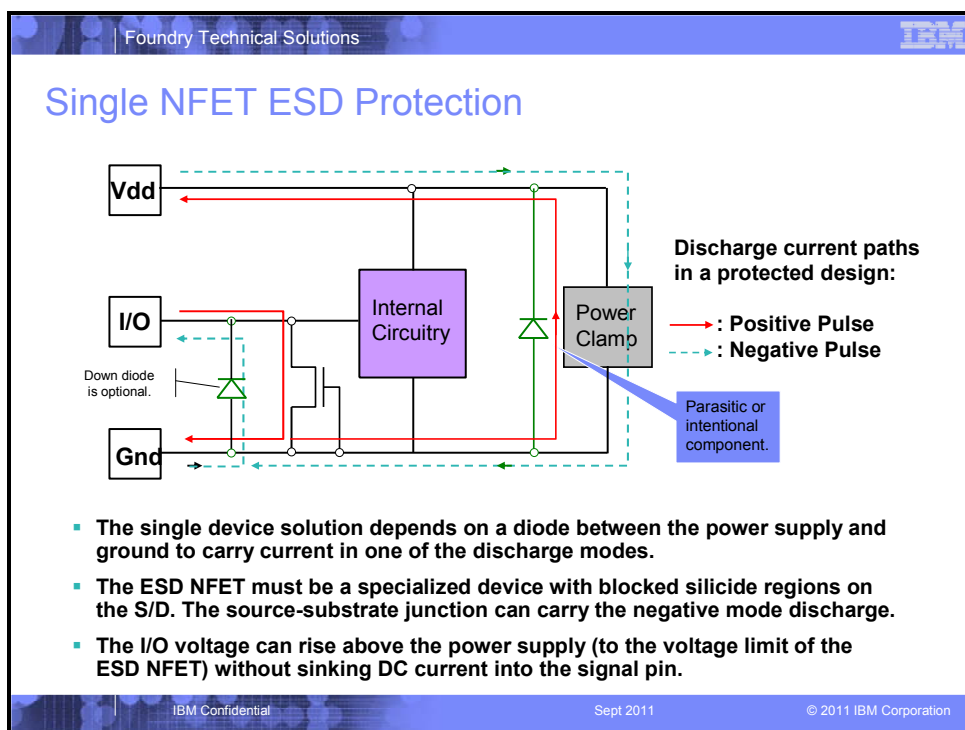 Foundry Technical Solutions
IBM
Single NFET ESD Protection
Vdd
I/O
Gnd
Down diode
is optional.
Internal
Circuitry
Power
Clamp
Discharge current paths
in a protected design:
: Positive Pulse
: Negative Pulse
Parasitic or
intentional
component.
▪ The single device solution depends on a diode between the power supply and
ground to carry current in one of the discharge modes.
▪ The ESD NFET must be a specialized device with blocked silicide regions on
the S/D. The source-substrate junction can carry the negative mode discharge.
▪ The I/O voltage can rise above the power supply (to the voltage limit of the
ESD NFET) without sinking DC current into the signal pin.
IBM Confidential
Sept 2011
© 2011 IBM Corporation